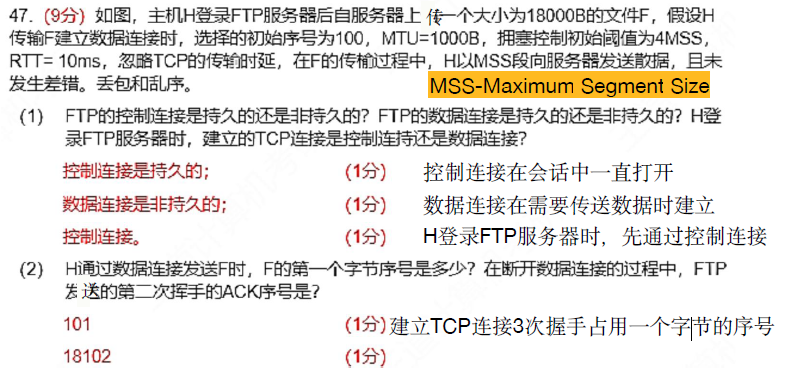 47. (9分) 如图，主机H登录FTP服务器后自服务器上传一个大小为18000B的文件F，假设H
传输F建立数据连接时，选择的初始序号为100，MTU=1000B，拥塞控制初始阈值为4MSS，
RTT= 10ms，忽略TCP的传输时延，在F的传输过程中，H以MSS段向服务器发送散据，且未
发生差错。丢包和乱序。 MSS-Maximum Segment Size
(1) FTP的控制连接是持久的还是非持久的？FTP的数据连接是持久的还是非持久的？H登
录FTP服务器时，建立的TCP连接是控制连持还是数据连接？
控制连接是持久的; (1分) 控制连接在会话中一直打开
数据连接是非持久的; (1分) 数据连接在需要传送数据时建立
控制连接。 (1分) H登录FTP服务器时，先通过控制连接
(2) H通过数据连接发送F时，F的第一个字节序号是多少？在断开数据连接的过程中，FTP
发送的第二次挥手的ACK序号是？
101 (1分) 建立TCP连接3次握手占用一个字节的序号
18102 (1分)